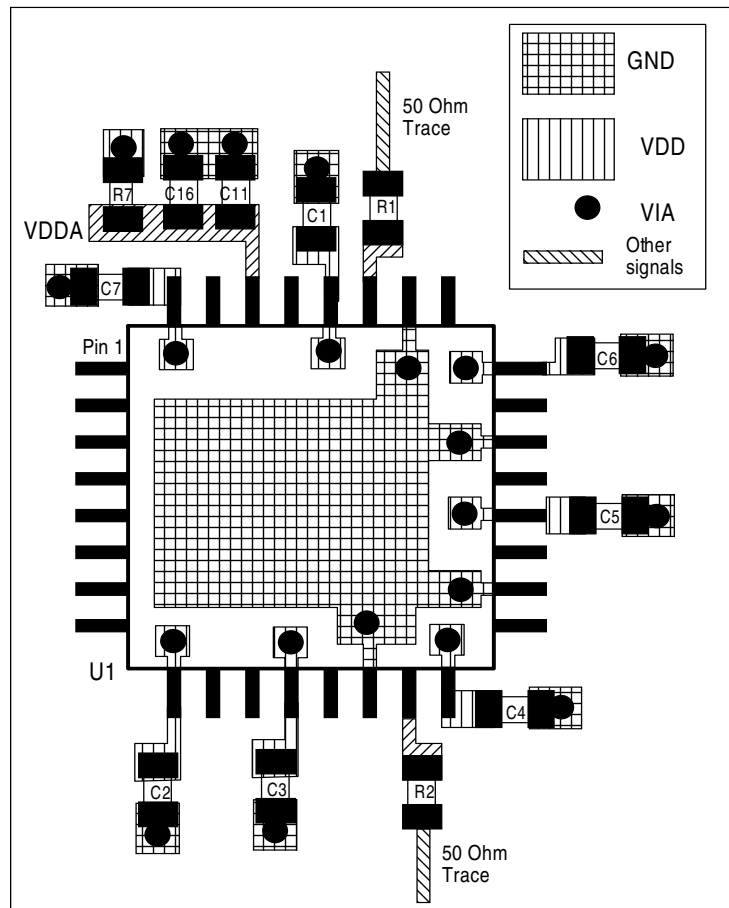 50 Ohm
Trace
GND
VDD
VIA
Other
signals
R7
C16
C11
C1
R1
VDDA
C7
Pin 1
C6
C5
U1
C4
C2
C3
R2
50 Ohm
Trace